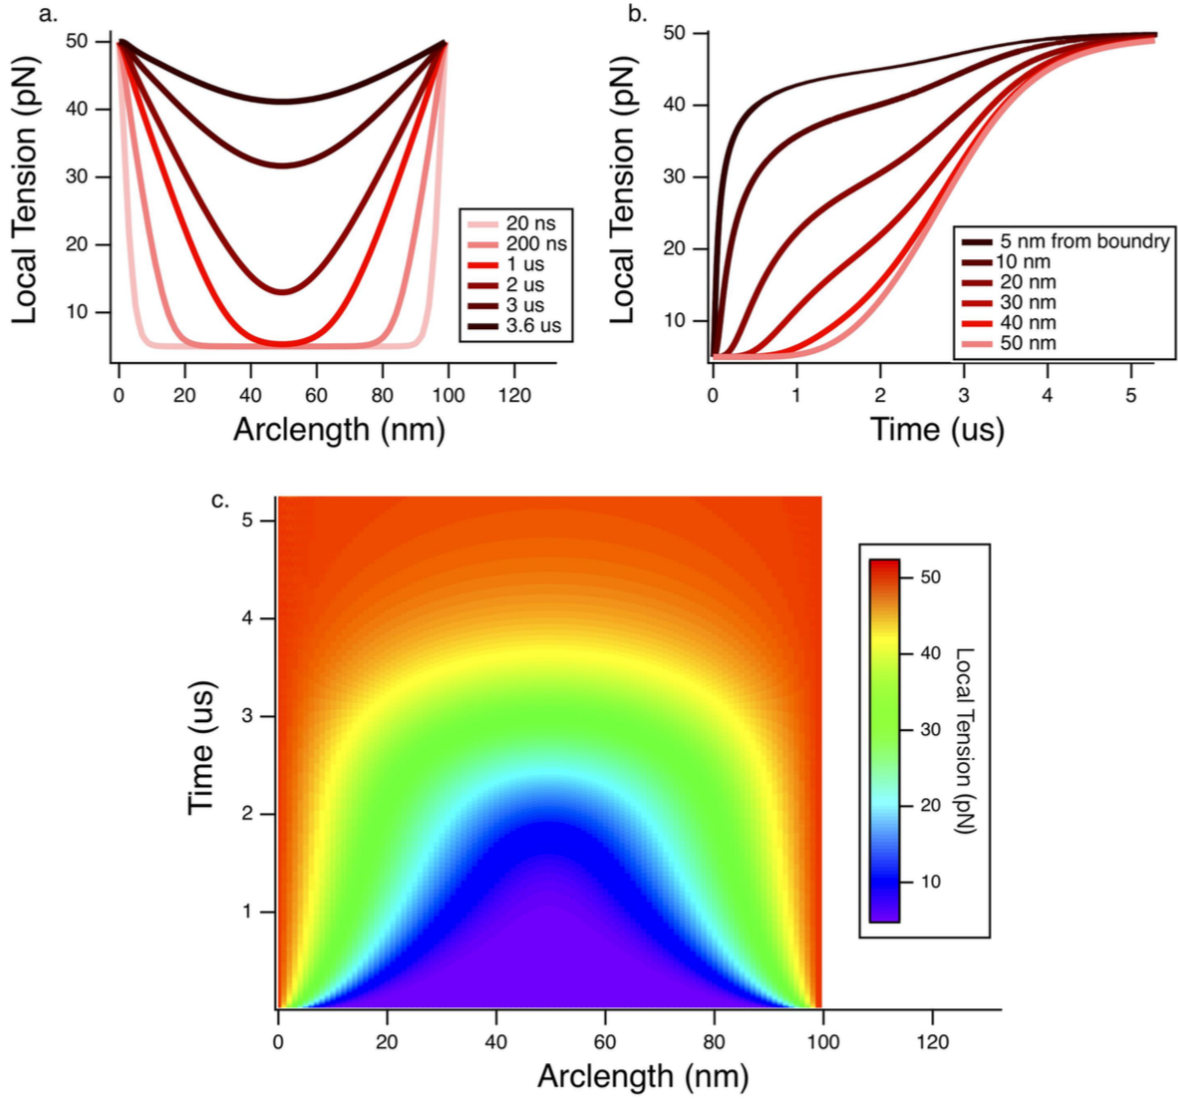 a.
Local Tension (pN)
50
40
30
20
10
0 20 40 60 80 100 120
Arclength (nm)
20 ns
200 ns
1 us
2 us
3 us
3.6 us
b.
Local Tension (pN)
50
40
30
20
10
0 1 2 3 4 5
Time (us)
5 nm from boundry
10 nm
20 nm
30 nm
40 nm
50 nm
c.
Time (us)
5
4
3
2
1
0 20 40 60 80 100 120
Arclength (nm)
50
40
30
20
10
Local Tension (pN)